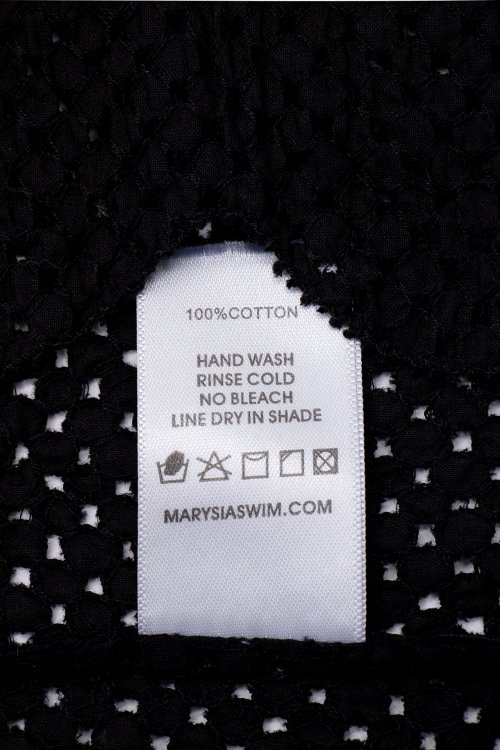 100%COTTON
HAND WASH
RINSE COLD
NO BLEACH
LINE DRY IN SHADE
MARYSIASWIM.COM